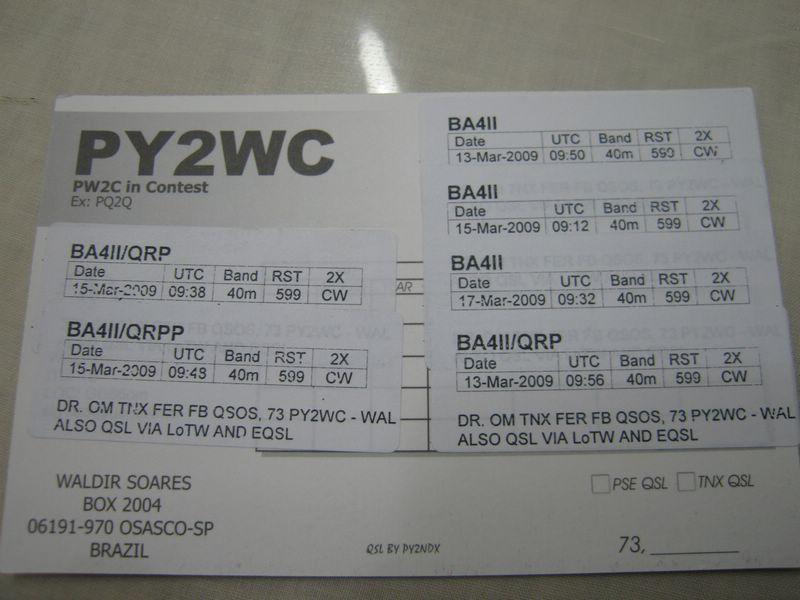 PY2WC
PW2C in Contest
Ex: PQ2Q
BA4II/QRP
Date UTC Band RST 2X
15-Mar-2009 09:38 40m 599 CW
BA4II/QRPP
Date UTC Band RST 2X
15-Mar-2009 09:48 40m 599 CW
DR. OM TNX FER FB QSOS, 73 PY2WC - WAL
ALSO QSL VIA LoTW AND EQSL
BA4II
Date UTC Band RST 2X
13-Mar-2009 09:50 40m 599 CW
BA4II
Date UTC Band RST 2X
15-Mar-2009 09:12 40m 599 CW
BA4II
Date UTC Band RST 2X
17-Mar-2009 09:32 40m 599 CW
BA4II/QRP
Date UTC Band RST 2X
13-Mar-2009 09:56 40m 599 CW
DR. OM TNX FER FB QSOS, 73 PY2WC - WAL
ALSO QSL VIA LoTW AND EQSL
WALDIR SOARES
BOX 2004
06191-970 OSASCO-SP
BRAZIL
QSL BY PY2NDX
PSE QSL TNX QSL
73,